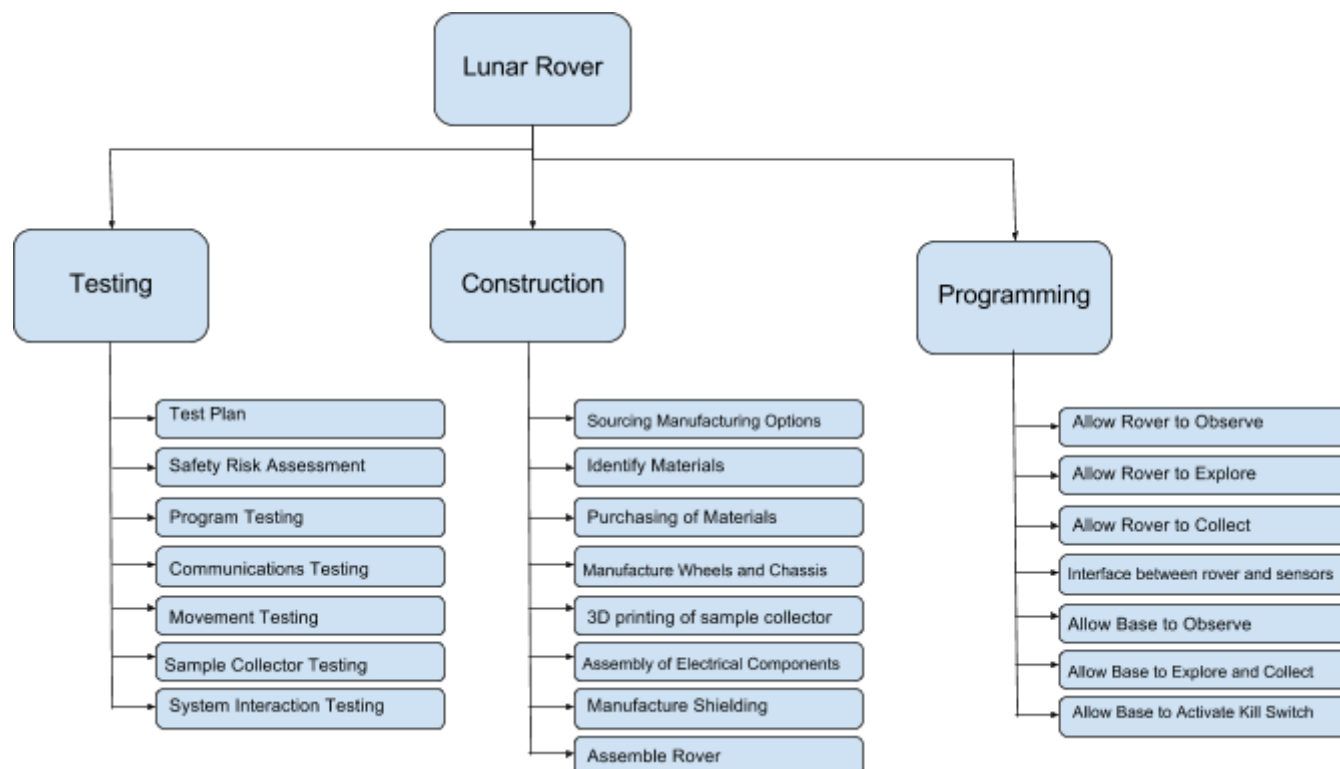 Lunar Rover
Testing
Construction
Programming
Test Plan
Safety Risk Assessment
Program Testing
Communications Testing
Movement Testing
Sample Collector Testing
System Interaction Testing
Sourcing Manufacturing Options
Identify Materials
Purchasing of Materials
Manufacture Wheels and Chassis
3D printing of sample collector
Assembly of Electrical Components
Manufacture Shielding
Assemble Rover
Allow Rover to Observe
Allow Rover to Explore
Allow Rover to Collect
Interface between rover and sensors
Allow Base to Observe
Allow Base to Explore and Collect
Allow Base to Activate Kill Switch